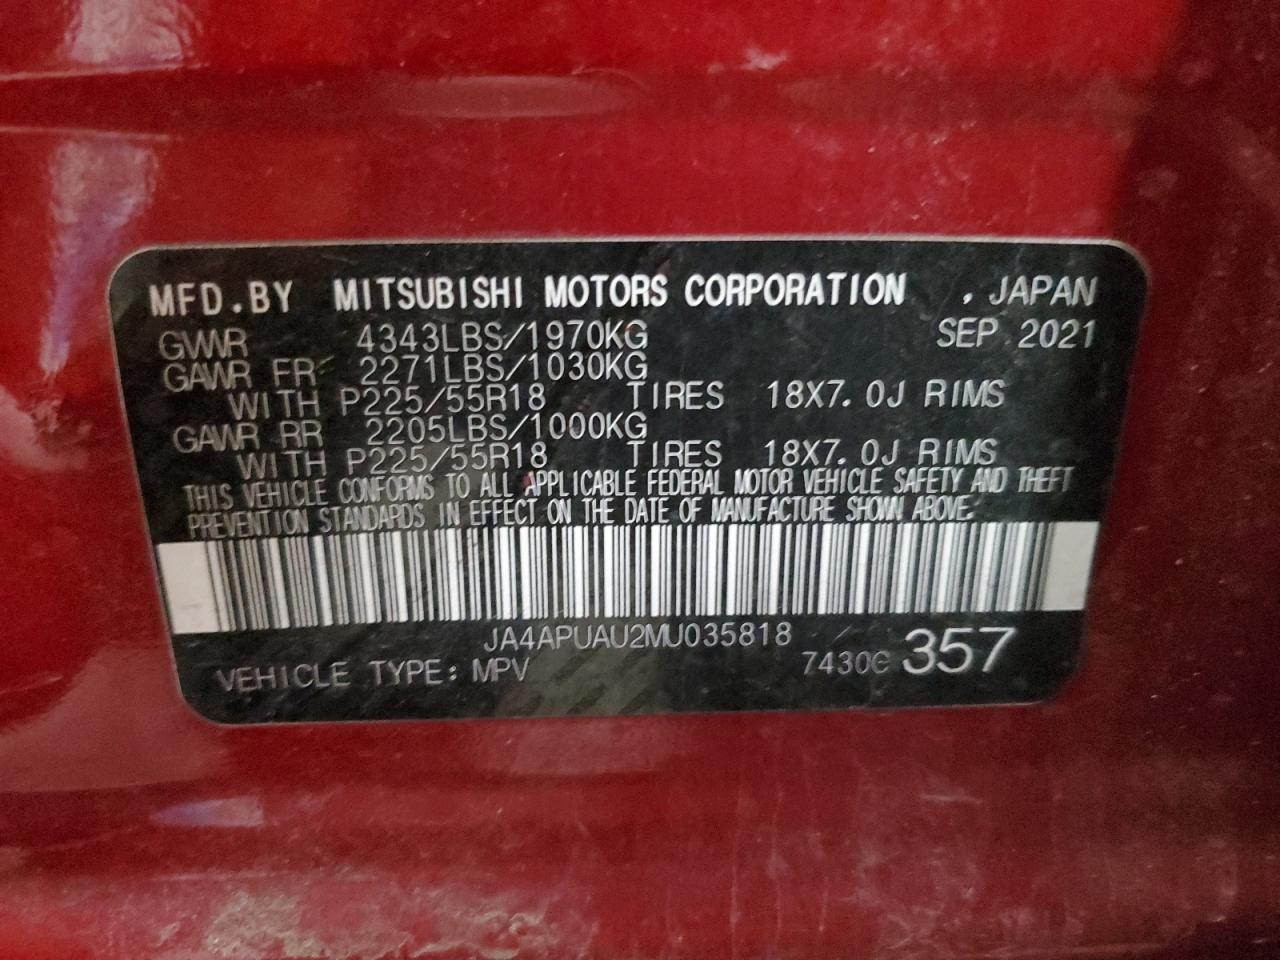 MFD.BY MITSUBISHI MOTORS CORPORATION , JAPAN
GVWR 4343LBS/1970KG SEP 2021
GAWR FR 2271LBS/1030KG
WITH P225/55R18 TIRES 18X7.0J RIMS
GAWR RR 2205LBS/1000KG
WITH P225/55R18 TIRES 18X7.0J RIMS
THIS VEHICLE CONFORMS TO ALL APPLICABLE FEDERAL MOTOR VEHICLE SAFETY AND THEFT
PREVENTION STANDARDS IN EFFECT ON THE DATE OF MANUFACTURE SHOWN ABOVE.
JA4APUAU2MU035818
VEHICLE TYPE: MPV 7430C 357